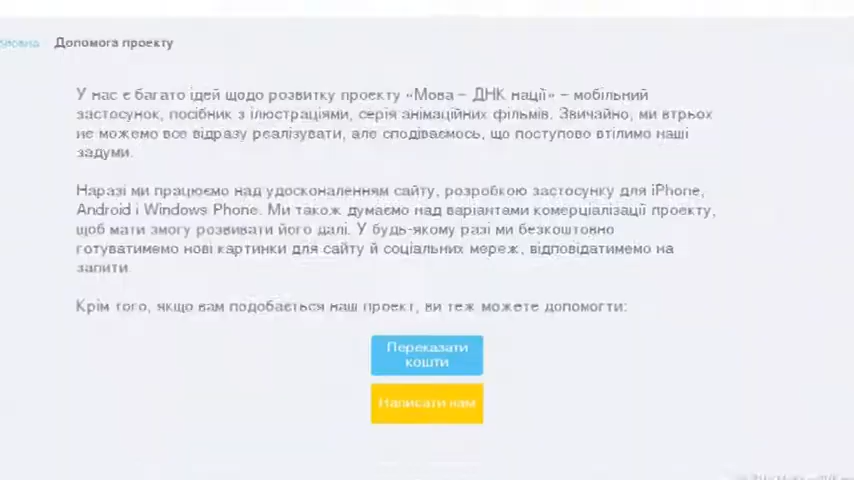 Допомога проекту
У нас є багато ідей щодо розвитку проекту «Мова – ДНК нації» – мобільний
застосунок, посібник з ілюстраціями, серія анімаційних фільмів. Звичайно, ми втрьох
не можемо все відразу реалізувати, але сподіваємось, що поступово втілимо наші
задуми.
Наразі ми працюємо над удосконаленням сайту, розробкою застосунку для iPhone,
Android і Windows Phone. Ми також думаємо над варіантами комерціалізації проекту,
щоб мати змогу розвивати його далі. У будь-якому разі ми безкоштовно
готуватимемо нові картинки для сайту й соціальних мереж, відповідатимемо на
запити.
Крім того, якщо вам подобається наш проект, ви теж можете допомогти:
Переказати
кошти
Написати нам